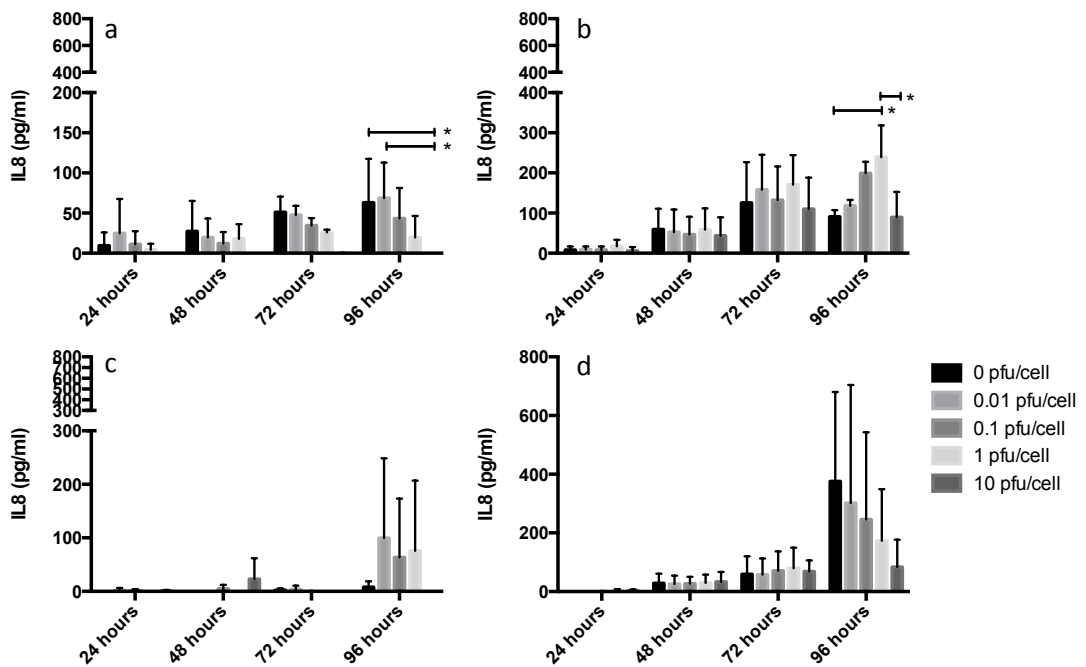 a
800
600
400
200
150
100
50
0
IL8 (pg/ml)
*
*
24 hours
48 hours
72 hours
96 hours
b
800
600
400
400
300
200
100
0
IL8 (pg/ml)
*
*
24 hours
48 hours
72 hours
96 hours
c
800
700
600
500
400
300
300
200
100
0
IL8 (pg/ml)
24 hours
48 hours
72 hours
96 hours
d
800
600
400
200
0
IL8 (pg/ml)
24 hours
48 hours
72 hours
96 hours
0 pfu/cell
0.01 pfu/cell
0.1 pfu/cell
1 pfu/cell
10 pfu/cell